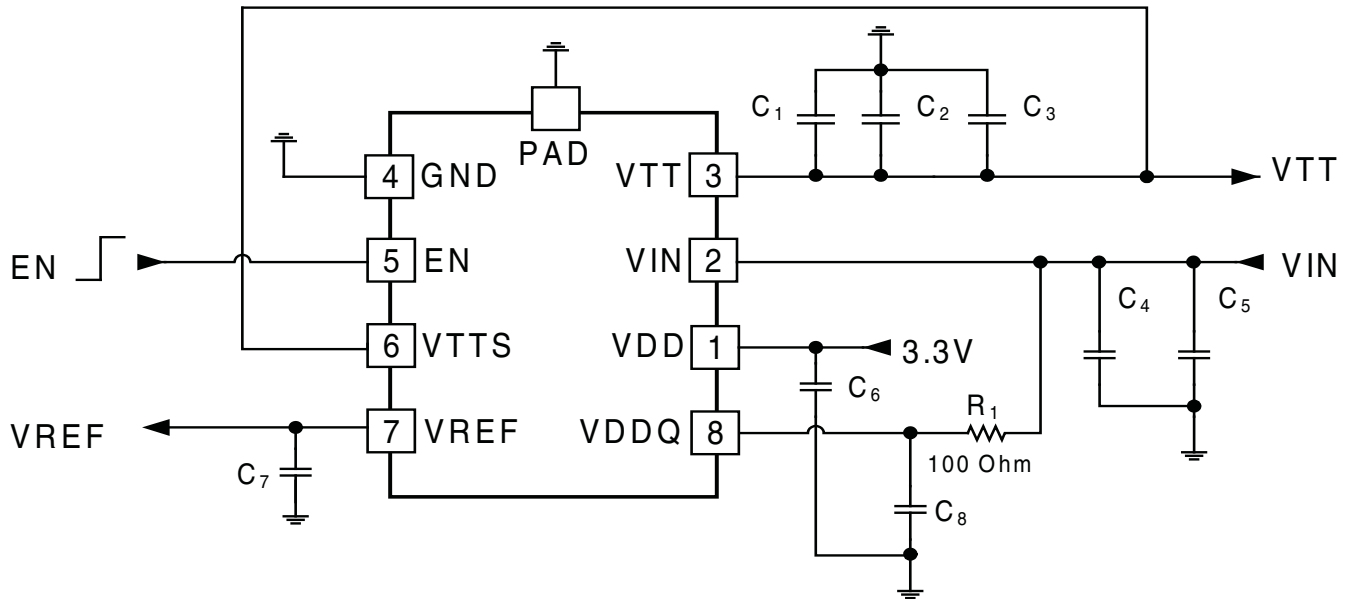 C1
C2
C3
PAD
4 GND
VTT 3
VTT
EN
5 EN
VIN 2
VIN
C4
C5
6 VTTS
VDD 1
3.3V
C6
R1
VREF
7 VREF
VDDQ 8
100 Ohm
C7
C8